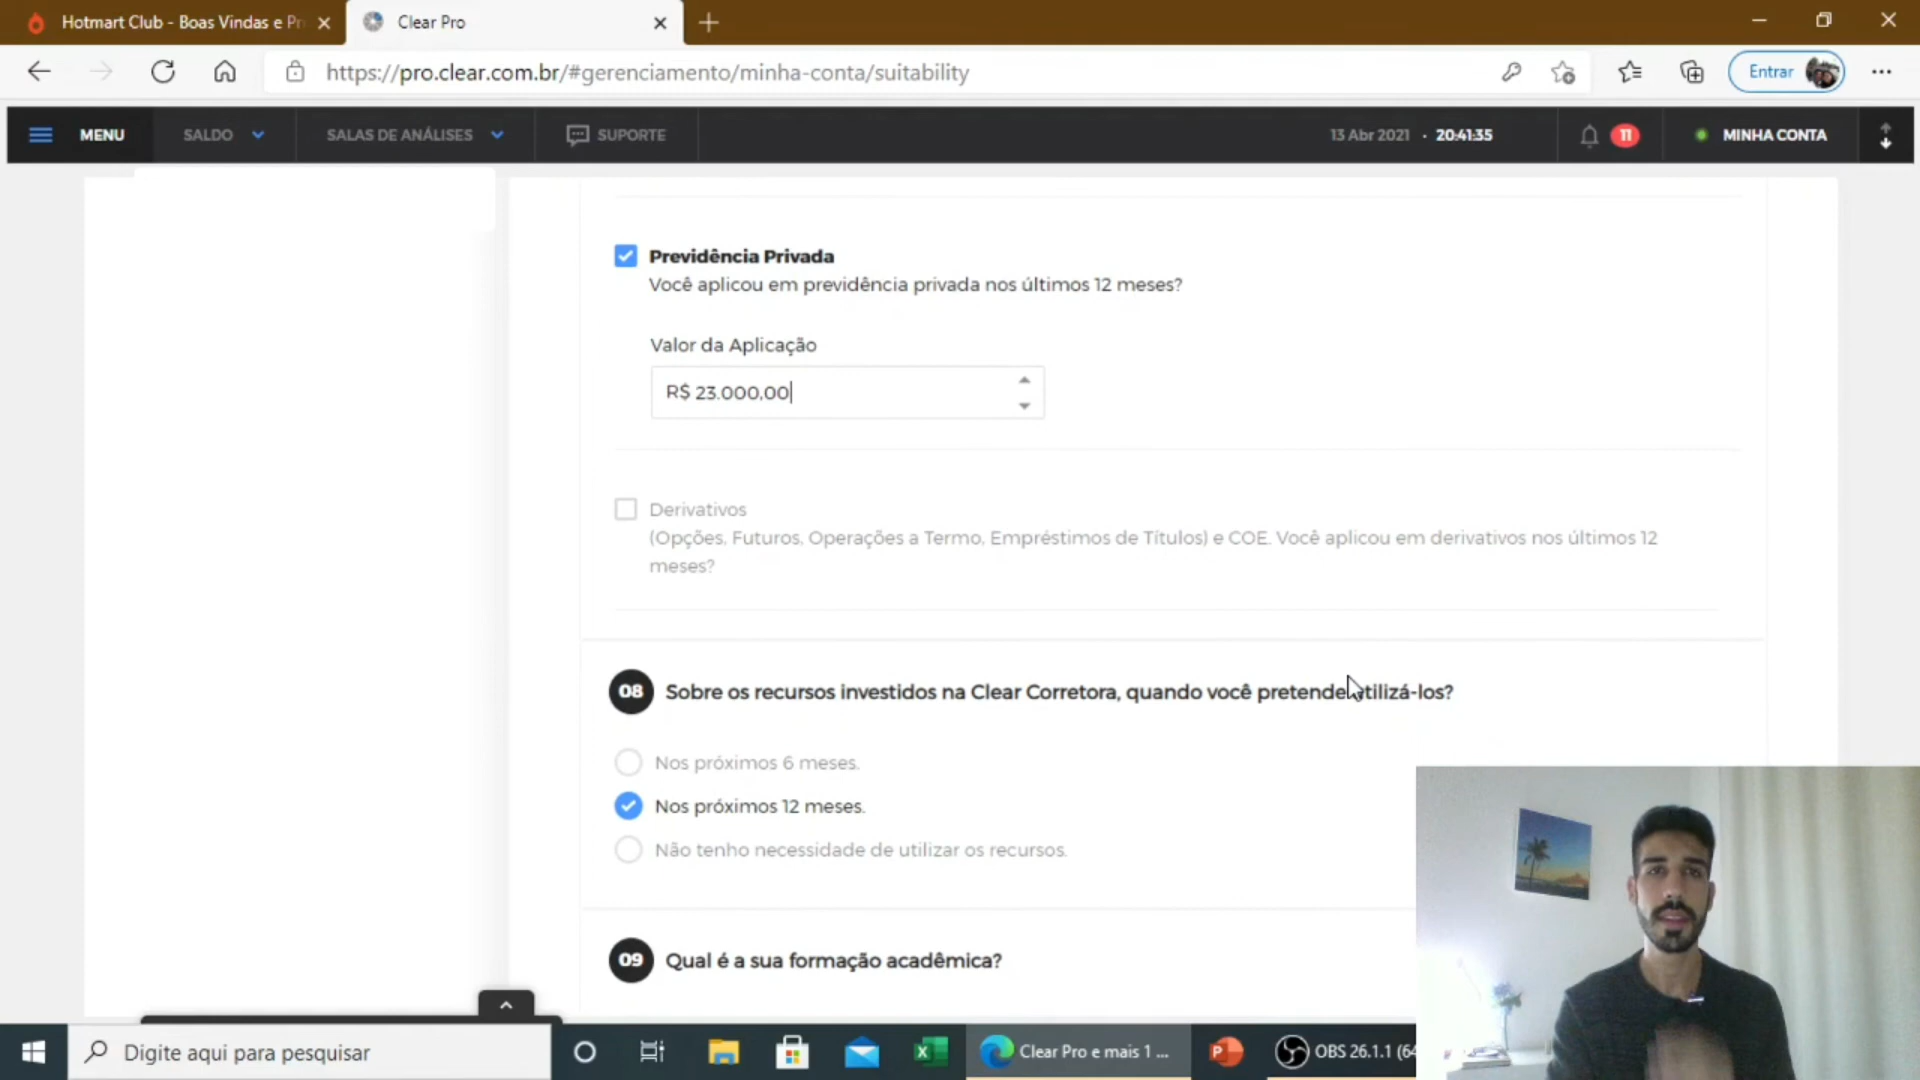 Hotmart Club - Boas Vindas e Pr
Clear Pro
https://pro.clear.com.br/#gerenciamento/minha-conta/suitability
Entrar
MENU
SALDO
SALAS DE ANÁLISES
SUPORTE
13 Abr 2021 · 20:41:35
11
MINHA CONTA
Previdência Privada
Você aplicou em previdência privada nos últimos 12 meses?
Valor da Aplicação
R$ 23.000,00
Derivativos
(Opções, Futuros, Operações a Termo, Empréstimos de Títulos) e COE. Você aplicou em derivativos nos últimos 12
meses?
08 Sobre os recursos investidos na Clear Corretora, quando você pretende utilizá-los?
Nos próximos 6 meses.
Nos próximos 12 meses.
Não tenho necessidade de utilizar os recursos.
09 Qual é a sua formação acadêmica?
Digite aqui para pesquisar
Clear Pro e mais 1 ...
OBS 26.1.1 (64